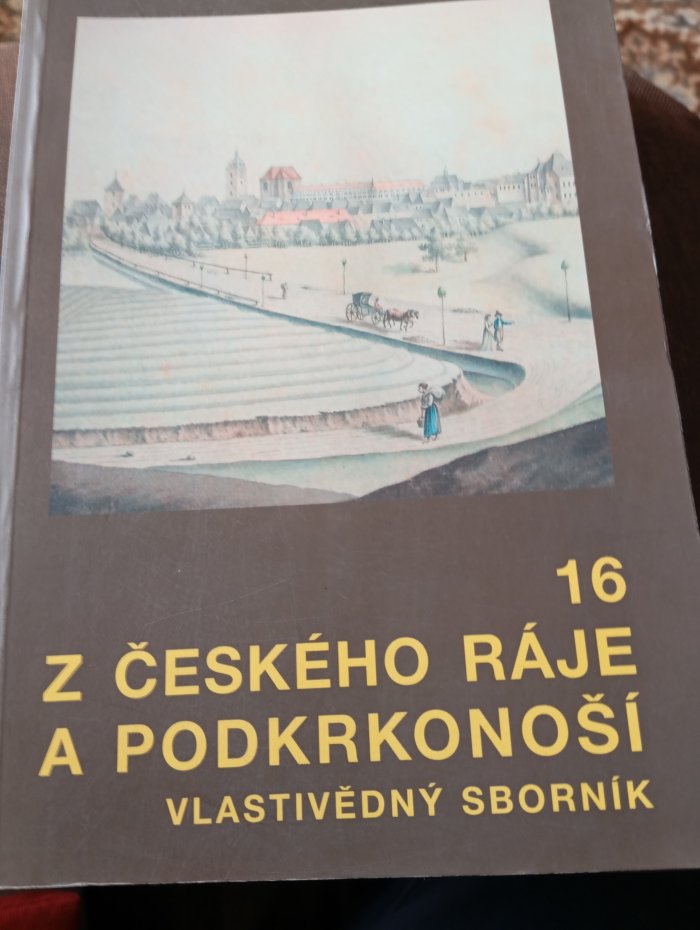 16
Z ČESKÉHO RÁJE
A PODKRKONOŠÍ
VLASTIVĚDNÝ SBORNÍK